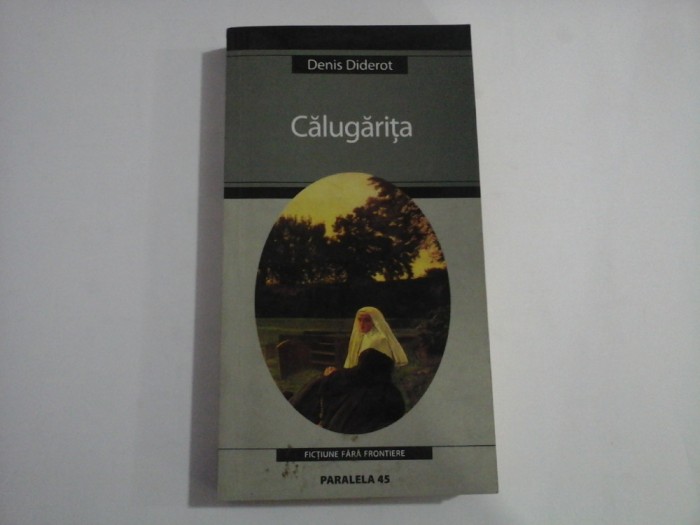 Denis Diderot
Călugărița
FICȚIUNE FĂRĂ FRONTIERE
PARALELA 45